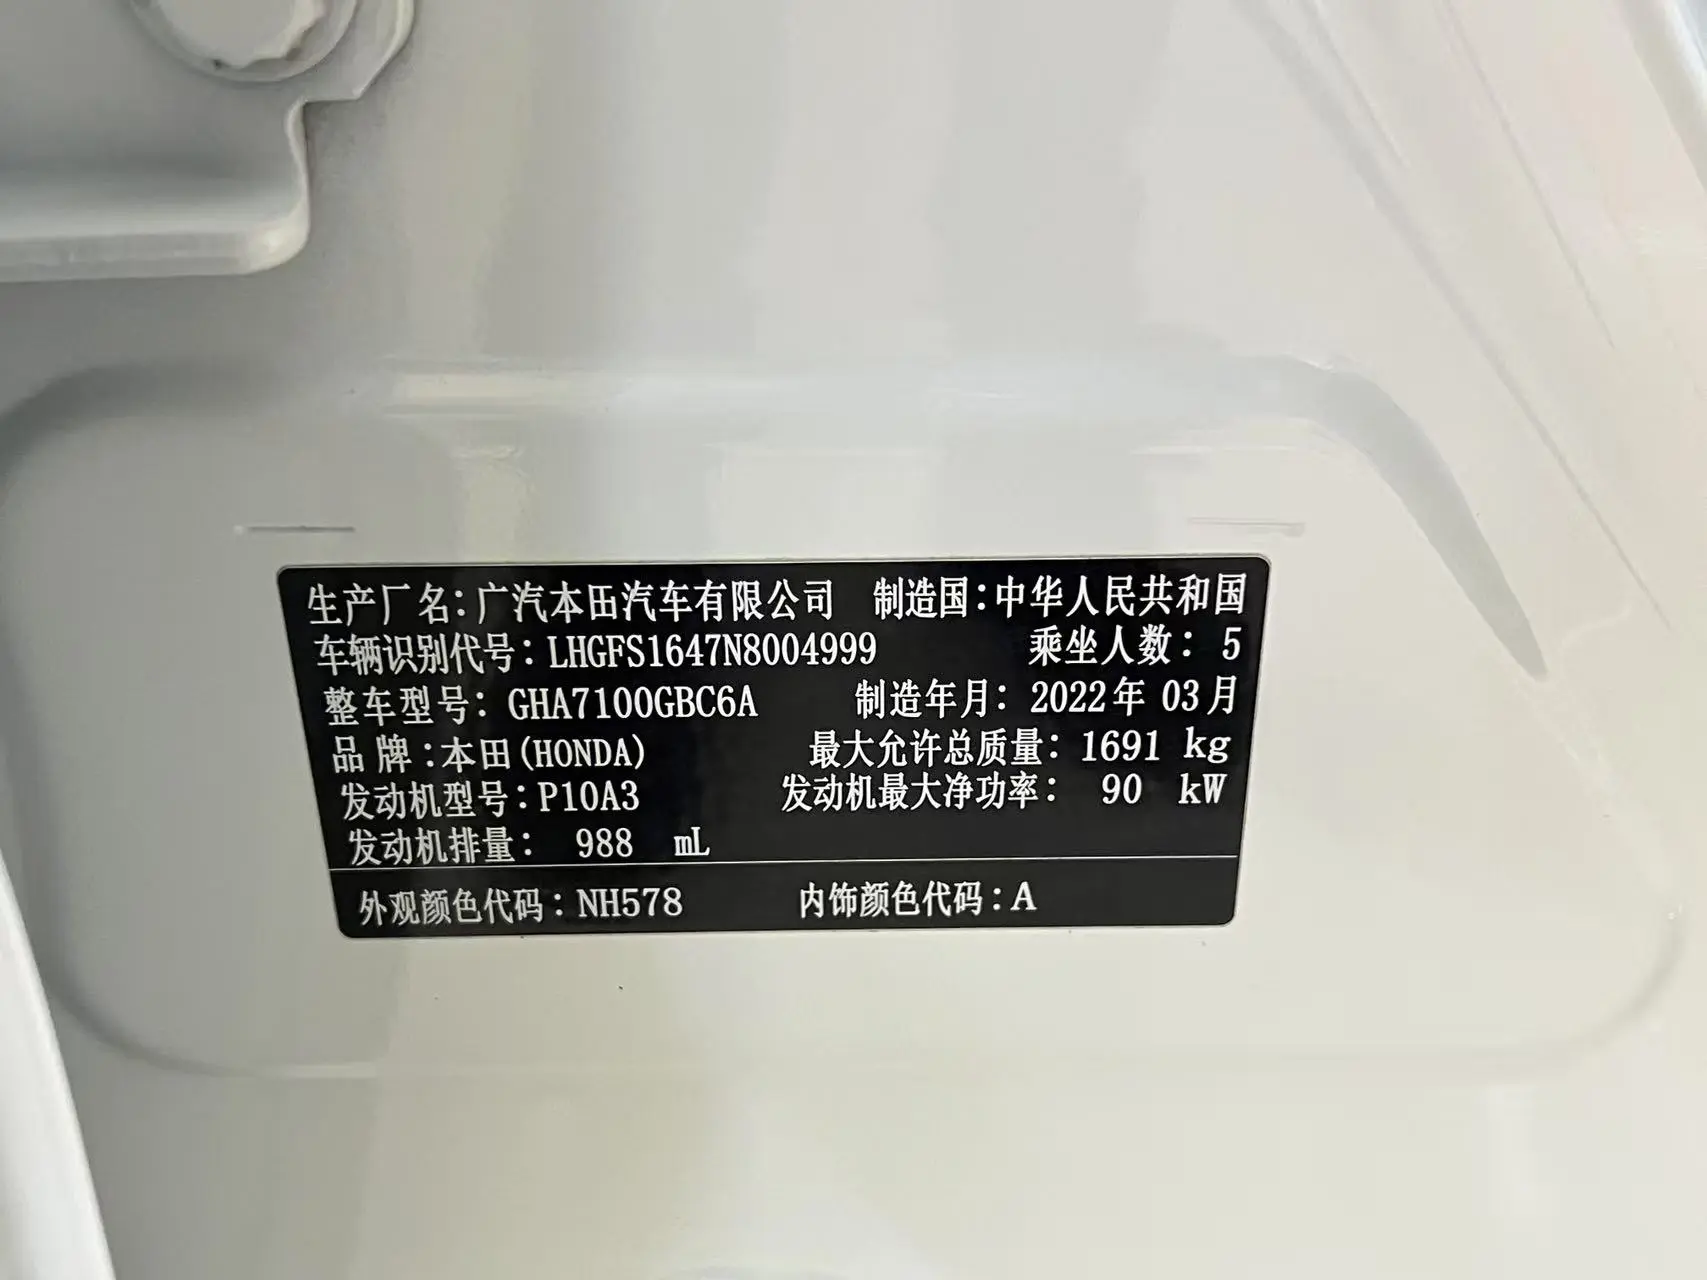 生产厂名：广汽本田汽车有限公司 制造国：中华人民共和国
车辆识别代号：LHGFS1647N8004999 乘坐人数：5
整车型号：GHA7100GBC6A 制造年月：2022年 03月
品 牌：本田(HONDA) 最大允许总质量：1691 kg
发动机型号：P10A3 发动机最大净功率： 90 kW
发动机排量： 988 mL
外观颜色代码：NH578 内饰颜色代码：A